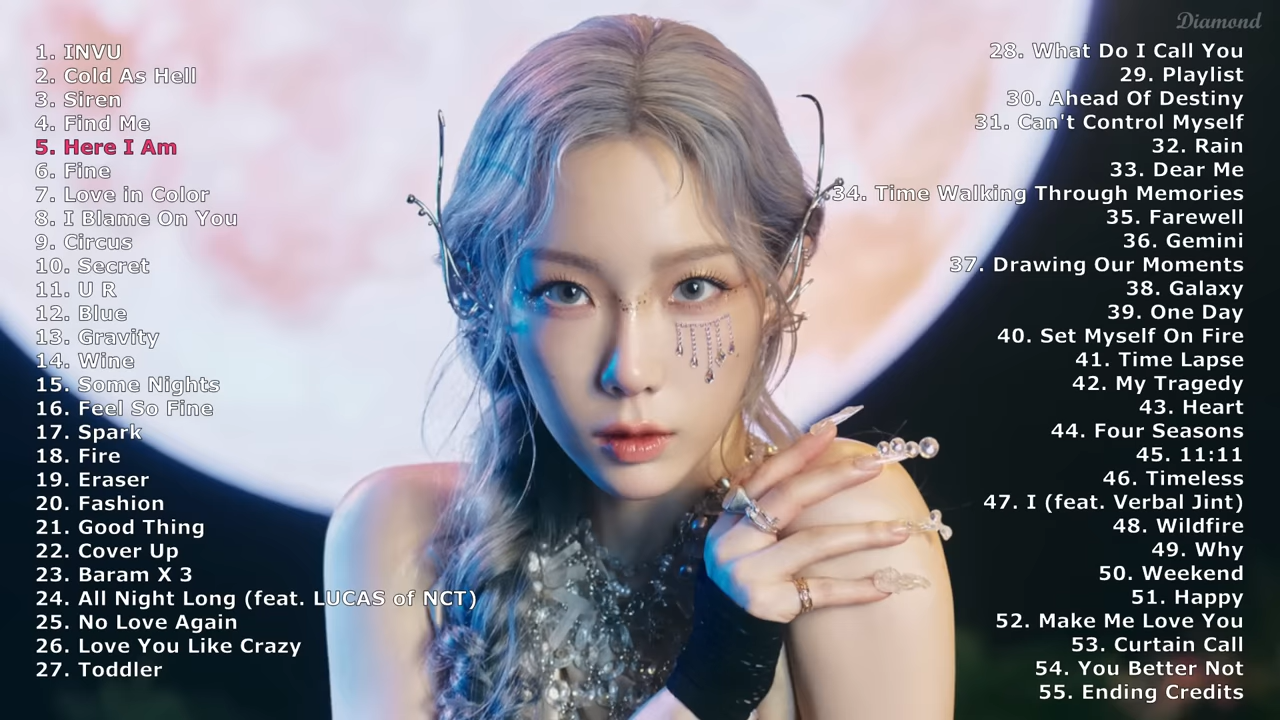 Diamond
1. INVU
2. Cold As Hell
3. Siren
4. Find Me
5. Here I Am
6. Fine
7. Love in Color
8. I Blame On You
9. Circus
10. Secret
11. U R
12. Blue
13. Gravity
14. Wine
15. Some Nights
16. Feel So Fine
17. Spark
18. Fire
19. Eraser
20. Fashion
21. Good Thing
22. Cover Up
23. Baram X 3
24. All Night Long (feat. LUCAS of NCT)
25. No Love Again
26. Love You Like Crazy
27. Toddler
28. What Do I Call You
29. Playlist
30. Ahead Of Destiny
31. Can't Control Myself
32. Rain
33. Dear Me
34. Time Walking Through Memories
35. Farewell
36. Gemini
37. Drawing Our Moments
38. Galaxy
39. One Day
40. Set Myself On Fire
41. Time Lapse
42. My Tragedy
43. Heart
44. Four Seasons
45. 11:11
46. Timeless
47. I (feat. Verbal Jint)
48. Wildfire
49. Why
50. Weekend
51. Happy
52. Make Me Love You
53. Curtain Call
54. You Better Not
55. Ending Credits